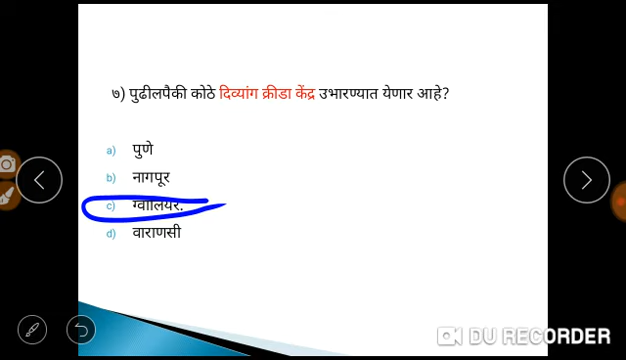 ७) पुढीलपैकी कोठे दिव्यांग क्रीडा केंद्र उभारण्यात येणार आहे?
a) पुणे
b) नागपूर
c) ग्वालियर.
d) वाराणसी
DU RECORDER